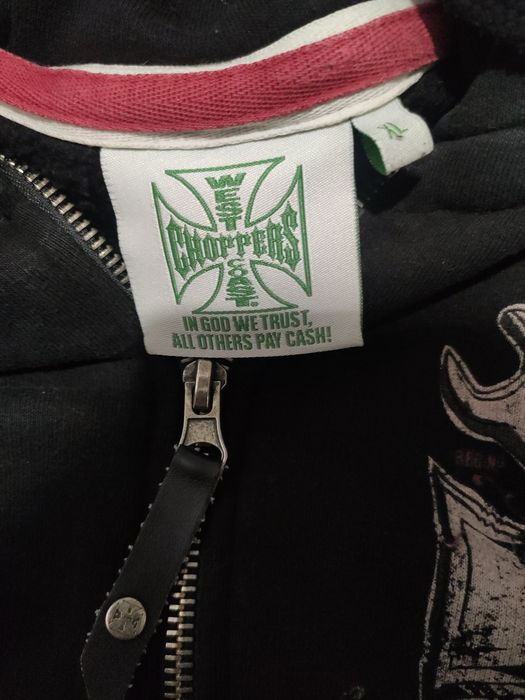 WEST
CHOPPERS
COAST®
IN GOD WE TRUST,
ALL OTHERS PAY CASH!